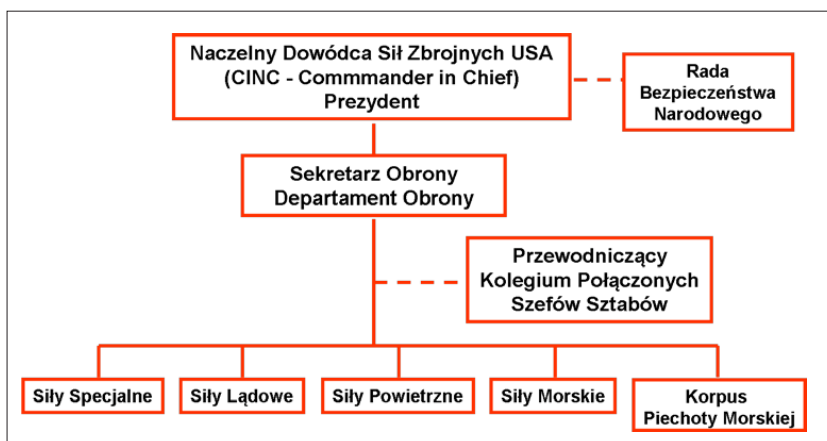 Naczelny Dowódca Sił Zbrojnych USA
(CINC - Commmander in Chief)
Prezydent
Rada
Bezpieczeństwa
Narodowego
Sekretarz Obrony
Departament Obrony
Przewodniczący
Kolegium Połączonych
Szefów Sztabów
Siły Specjalne
Siły Lądowe
Siły Powietrzne
Siły Morskie
Korpus
Piechoty Morskiej